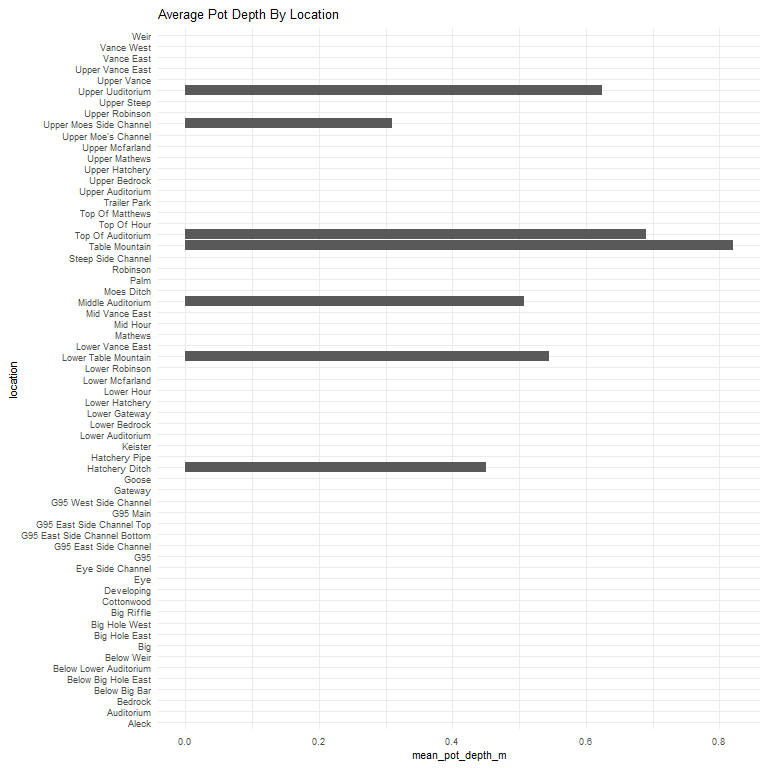 Average Pot Depth By Location
Weir
Vance West
Vance East
Upper Vance East
Upper Vance
Upper Uuditorium
Upper Steep
Upper Robinson
Upper Moes Side Channel
Upper Moe's Channel
Upper Mcfarland
Upper Mathews
Upper Hatchery
Upper Bedrock
Upper Auditorium
Trailer Park
Top Of Matthews
Top Of Hour
Top Of Auditorium
Table Mountain
Steep Side Channel
Robinson
Palm
Moes Ditch
Middle Auditorium
Mid Vance East
Mid Hour
Mathews
Lower Vance East
Lower Table Mountain
Lower Robinson
Lower Mcfarland
Lower Hour
Lower Hatchery
Lower Gateway
Lower Bedrock
Lower Auditorium
Keister
Hatchery Pipe
Hatchery Ditch
Goose
Gateway
G95 West Side Channel
G95 Main
G95 East Side Channel Top
G95 East Side Channel Bottom
G95 East Side Channel
G95
Eye Side Channel
Eye
Developing
Cottonwood
Big Riffle
Big Hole West
Big Hole East
Big
Below Weir
Below Lower Auditorium
Below Big Hole East
Below Big Bar
Bedrock
Auditorium
Aleck
location
0.0 0.2 0.4 0.6 0.8
mean_pot_depth_m